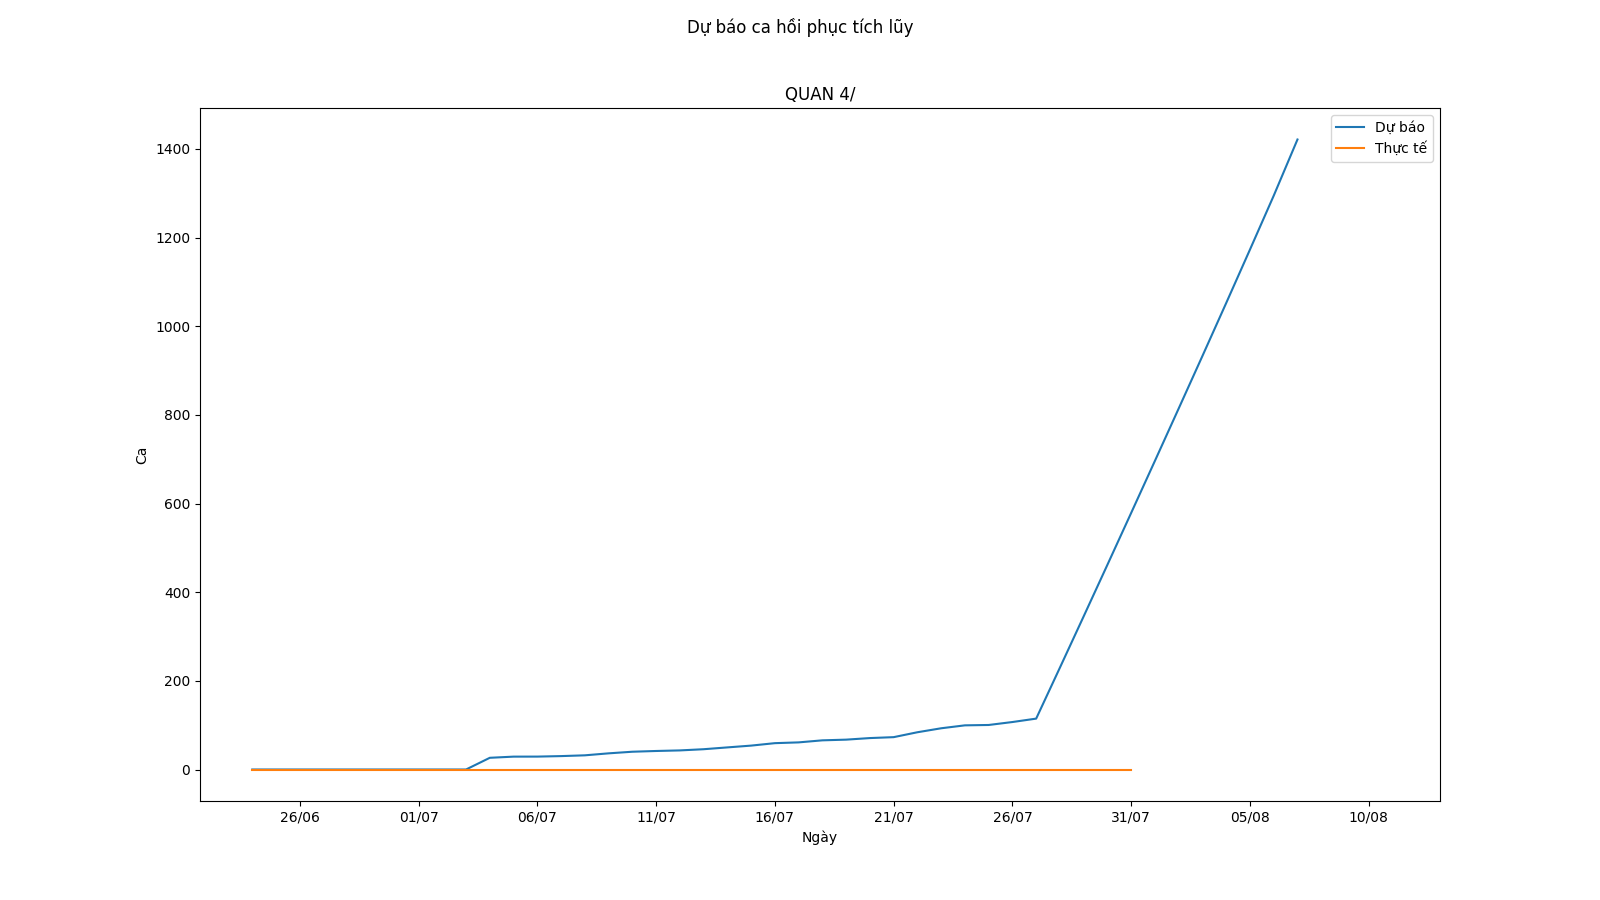 Dự báo ca hồi phục tích lũy
QUAN 4/
Dự báo
Thực tế
1400
1200
1000
800
600
400
200
0
Ca
26/06 01/07 06/07 11/07 16/07 21/07 26/07 31/07 05/08 10/08
Ngày